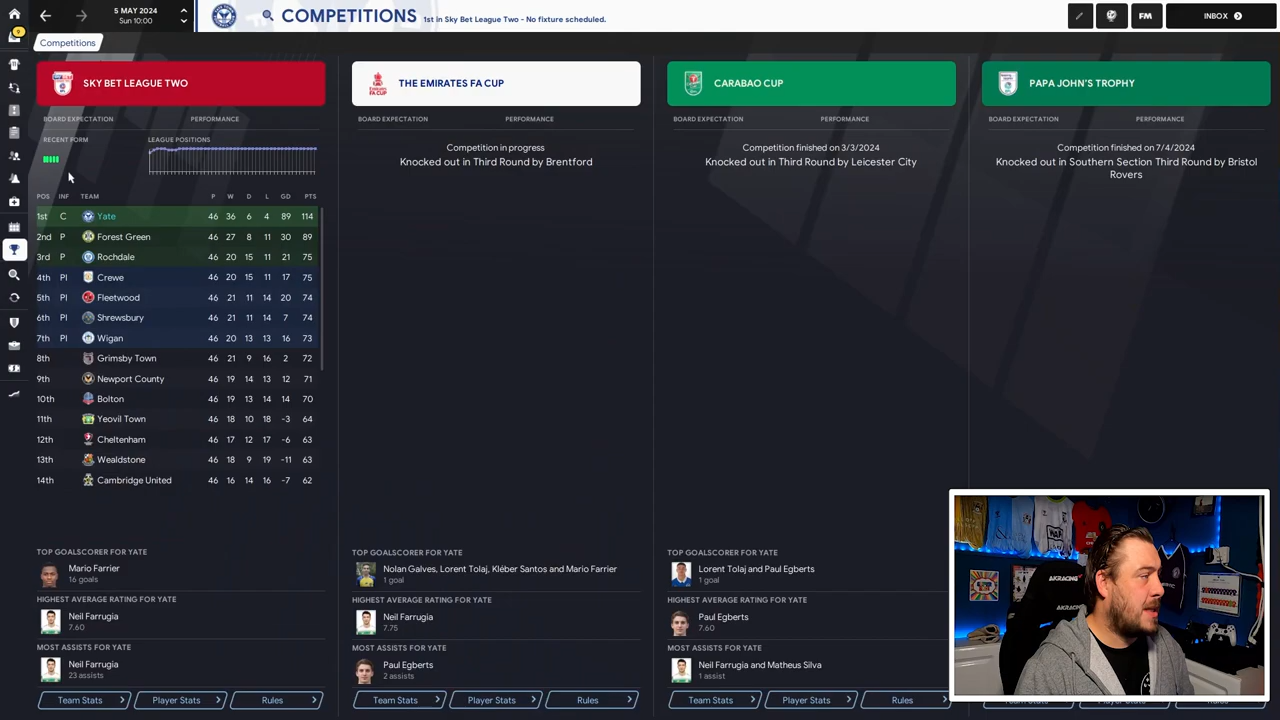 5 MAY 2024
SUN 10:00
COMPETITIONS 1st in Sky Bet League Two - No fixture scheduled.
FM
INBOX
9
Competitions
SKY BET LEAGUE TWO
BOARD EXPECTATION PERFORMANCE
RECENT FORM LEAGUE POSITIONS
POS INF TEAM P W D L GD PTS
1st C Yate 46 36 6 4 89 114
2nd P Forest Green 46 27 8 11 30 89
3rd P Rochdale 46 20 15 11 21 75
4th Pl Crewe 46 20 15 11 17 75
5th Pl Fleetwood 46 21 11 14 20 74
6th Pl Shrewsbury 46 21 11 14 7 74
7th Pl Wigan 46 20 13 13 16 73
8th Grimsby Town 46 21 9 16 2 72
9th Newport County 46 19 14 13 12 71
10th Bolton 46 19 13 14 14 70
11th Yeovil Town 46 18 10 18 -3 64
12th Cheltenham 46 17 12 17 -6 63
13th Wealdstone 46 18 9 19 -11 63
14th Cambridge United 46 16 14 16 -7 62
TOP GOALSCORER FOR YATE
Mario Farrier
16 goals
HIGHEST AVERAGE RATING FOR YATE
Neil Farrugia
7.60
MOST ASSISTS FOR YATE
Neil Farrugia
23 assists
Team Stats Player Stats Rules
THE EMIRATES FA CUP
BOARD EXPECTATION PERFORMANCE
Competition in progress
Knocked out in Third Round by Brentford
TOP GOALSCORER FOR YATE
Nolan Galves, Lorent Tolaj, Kléber Santos and Mario Farrier
1 goal
HIGHEST AVERAGE RATING FOR YATE
Neil Farrugia
7.75
MOST ASSISTS FOR YATE
Paul Egberts
2 assists
Team Stats Player Stats Rules
CARABAO CUP
BOARD EXPECTATION PERFORMANCE
Competition finished on 3/3/2024
Knocked out in Third Round by Leicester City
TOP GOALSCORER FOR YATE
Lorent Tolaj and Paul Egberts
1 goal
HIGHEST AVERAGE RATING FOR YATE
Paul Egberts
7.60
MOST ASSISTS FOR YATE
Neil Farrugia and Matheus Silva
1 assist
Team Stats Player Stats Rules
PAPA JOHN'S TROPHY
BOARD EXPECTATION PERFORMANCE
Competition finished on 7/4/2024
Knocked out in Southern Section Third Round by Bristol
Rovers
AKRACING